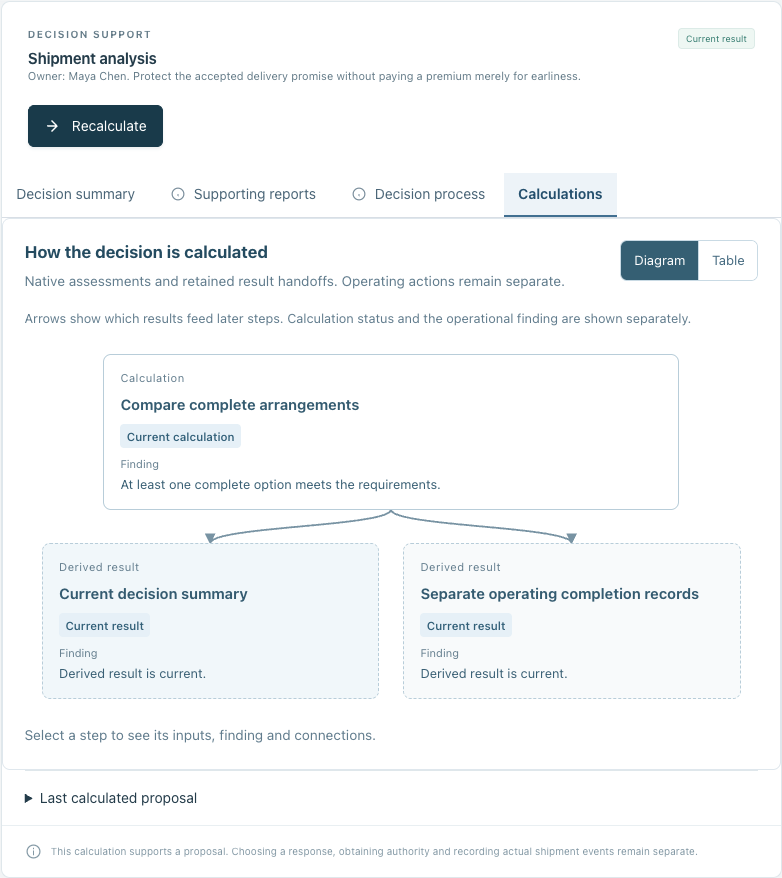 DECISION SUPPORT
Current result
Shipment analysis
Owner: Maya Chen. Protect the accepted delivery promise without paying a premium merely for earliness.
Recalculate
Decision summary
Supporting reports
Decision process
Calculations
How the decision is calculated
Diagram
Table
Native assessments and retained result handoffs. Operating actions remain separate.
Arrows show which results feed later steps. Calculation status and the operational finding are shown separately.
Calculation
Compare complete arrangements
Current calculation
Finding
At least one complete option meets the requirements.
Derived result
Current decision summary
Current result
Finding
Derived result is current.
Derived result
Separate operating completion records
Current result
Finding
Derived result is current.
Select a step to see its inputs, finding and connections.
Last calculated proposal
This calculation supports a proposal. Choosing a response, obtaining authority and recording actual shipment events remain separate.